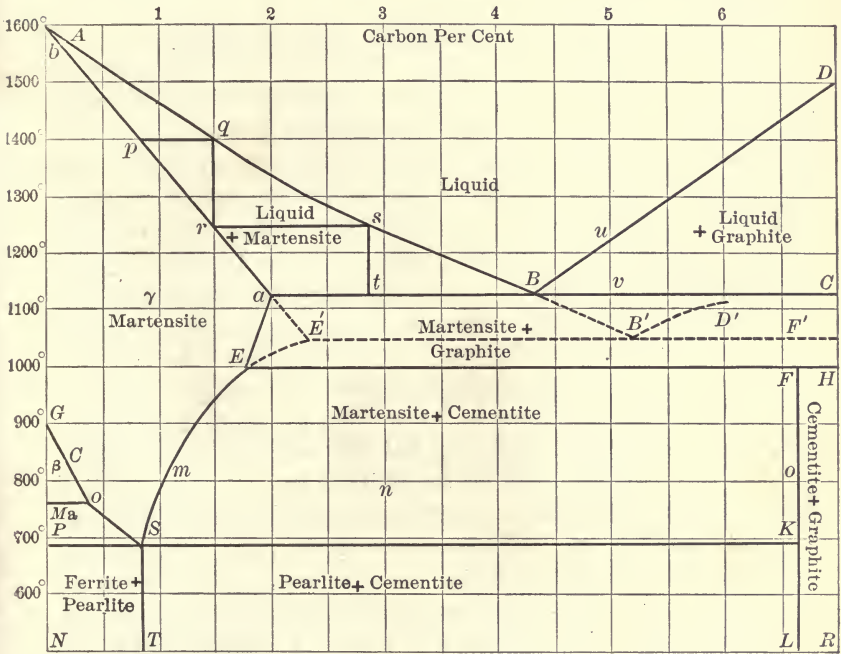 1 2 3 4 5 6
Carbon Per Cent
1600°
A
b
1500°
D
1400°
p
q
1300°
Liquid
Liquid
+ Martensite
r
s
u
Liquid
+ Graphite
1200°
γ
Martensite
a
t
B
v
C
1100°
E'
Martensite +
Graphite
B'
D'
F'
E
1000°
F
H
Martensite + Cementite
Cementite + Graphite
G
900°
C
β
m
n
o
800°
o
Ma
P
S
K
700°
Ferrite +
Pearlite
Pearlite + Cementite
600°
N
T
L
R